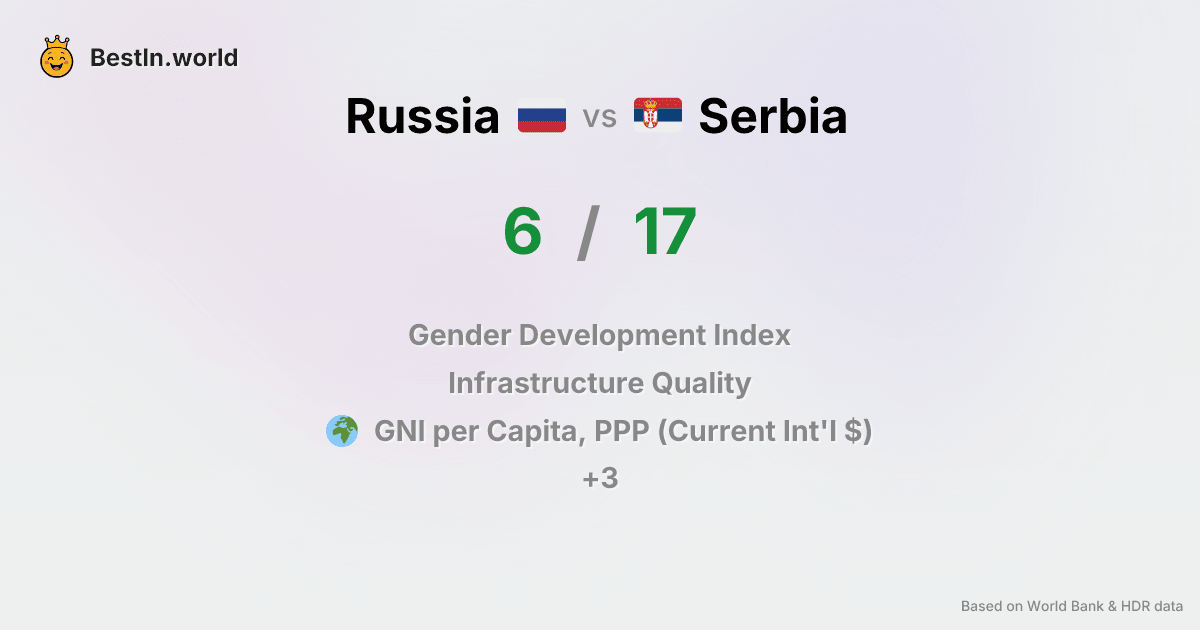 BestIn.world
Russia vs Serbia
6 / 17
Gender Development Index
Infrastructure Quality
GNI per Capita, PPP (Current Int'l $)
+3
Based on World Bank & HDR data